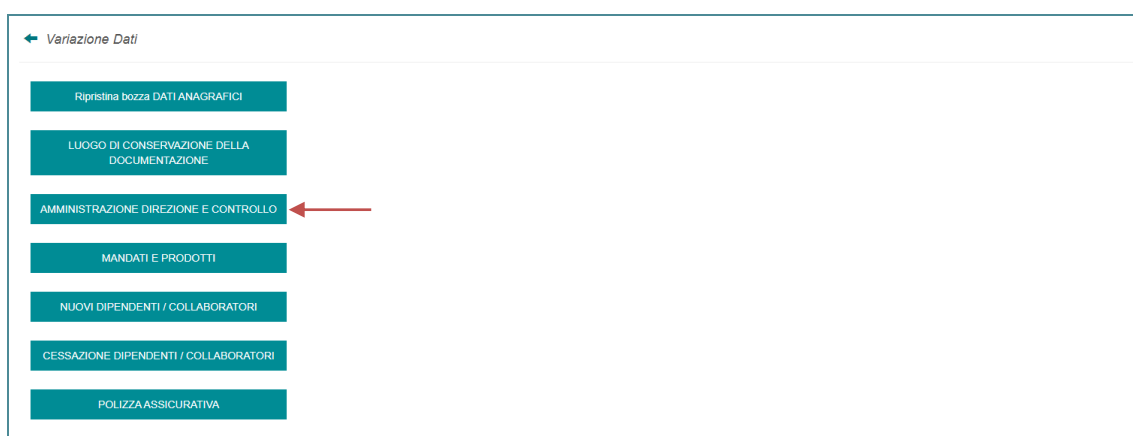 Variazione Dati
Ripristina bozza DATI ANAGRAFICI
LUOGO DI CONSERVAZIONE DELLA
DOCUMENTAZIONE
AMMINISTRAZIONE DIREZIONE E CONTROLLO
MANDATI E PRODOTTI
NUOVI DIPENDENTI / COLLABORATORI
CESSAZIONE DIPENDENTI / COLLABORATORI
POLIZZA ASSICURATIVA